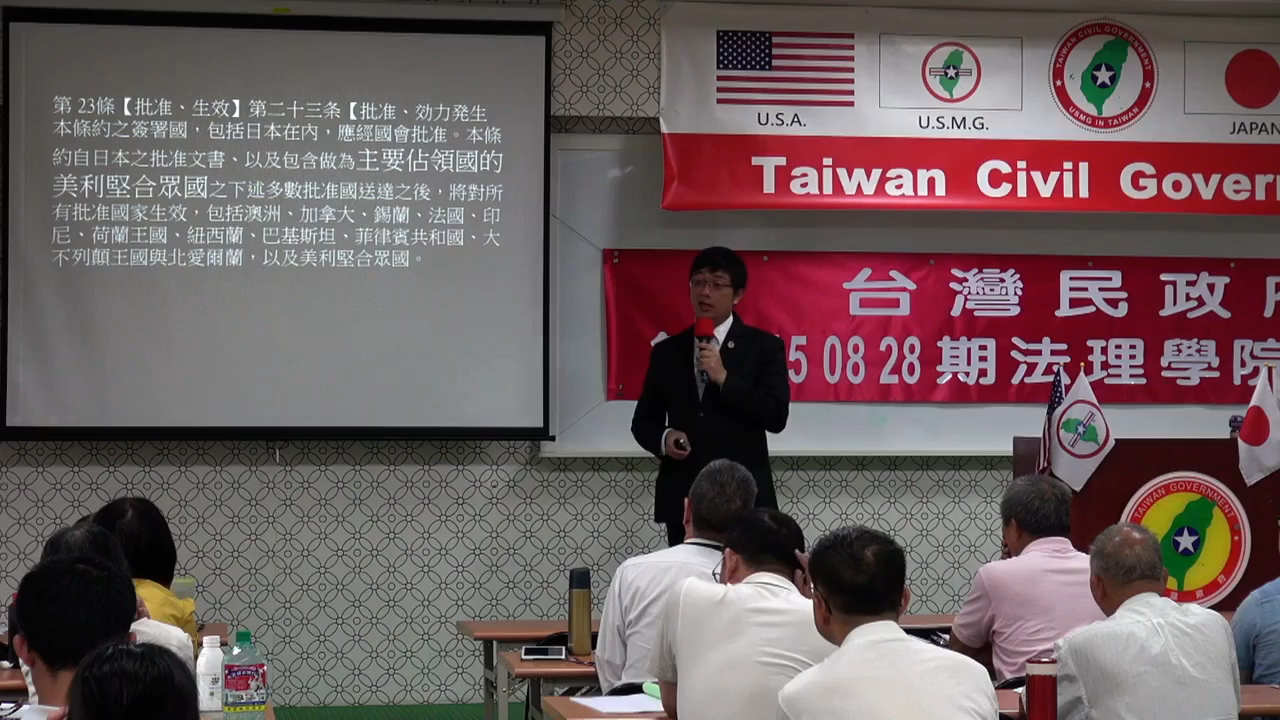 第 23條【批准、生效】第二十三条【批准、効力発生
本條約之簽署國，包括日本在內，應經國會批准。本條
約自日本之批准文書、以及包含做為主要佔領國的
美利堅合眾國之下述多數批准國送達之後，將對所
有批准國家生效，包括澳洲、加拿大、錫蘭、法國、印
尼、荷蘭王國、紐西蘭、巴基斯坦、菲律賓共和國、大
不列顛王國與北愛爾蘭，以及美利堅合眾國。
U.S.A.
U.S.M.G.
TAIWAN CIVIL GOVERNMENT
USMG IN TAIWAN
JAPAN
Taiwan Civil Govern
台灣民政府
5 08 28 期法理學院
TAIWAN GOVERNMENT